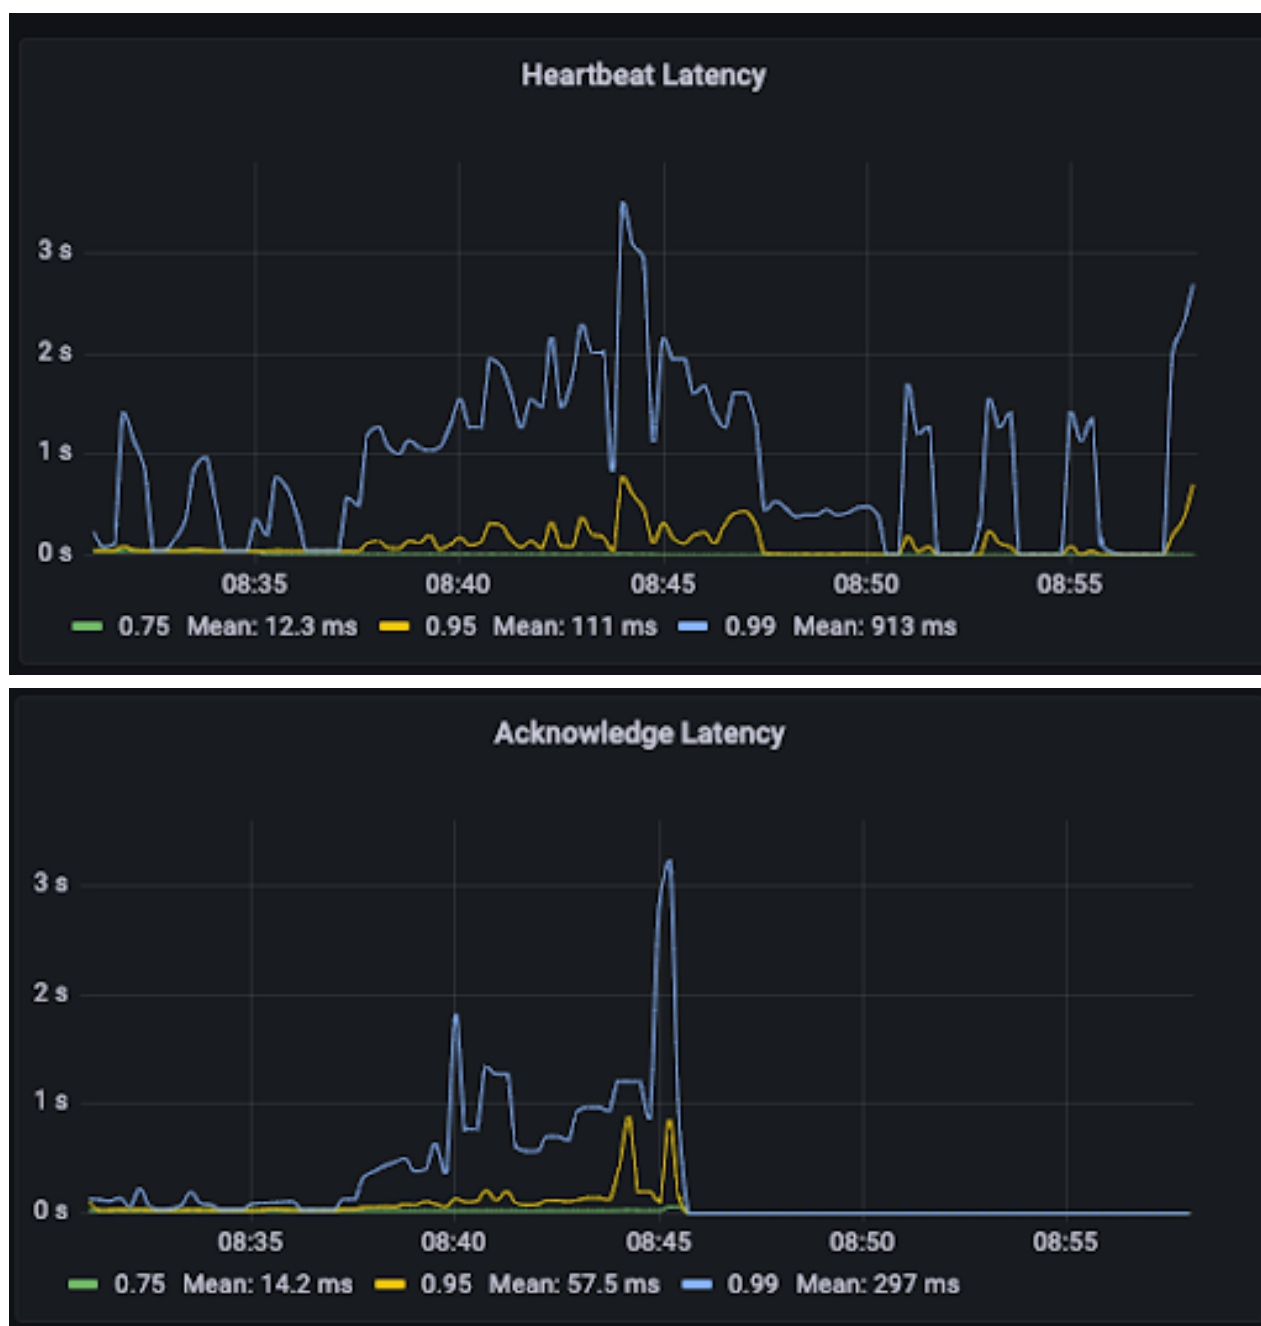 Heartbeat Latency
3 s
2 s
1 s
0 s
08:35 08:40 08:45 08:50 08:55
0.75 Mean: 12.3 ms 0.95 Mean: 111 ms 0.99 Mean: 913 ms
Acknowledge Latency
3 s
2 s
1 s
0 s
08:35 08:40 08:45 08:50 08:55
0.75 Mean: 14.2 ms 0.95 Mean: 57.5 ms 0.99 Mean: 297 ms